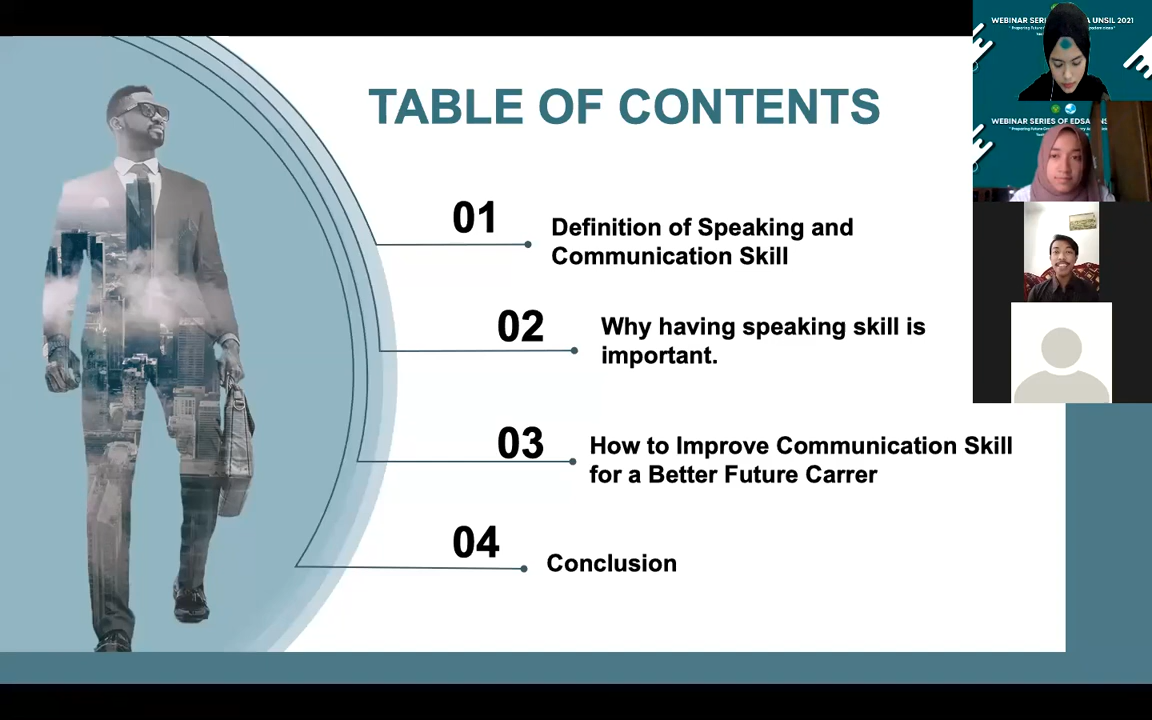 TABLE OF CONTENTS
01
Definition of Speaking and
Communication Skill
02
Why having speaking skill is
important.
03
How to Improve Communication Skill
for a Better Future Carrer
04
Conclusion
WEBINAR SERI UNSIL 2021
WEBINAR SERIES OF EDSA